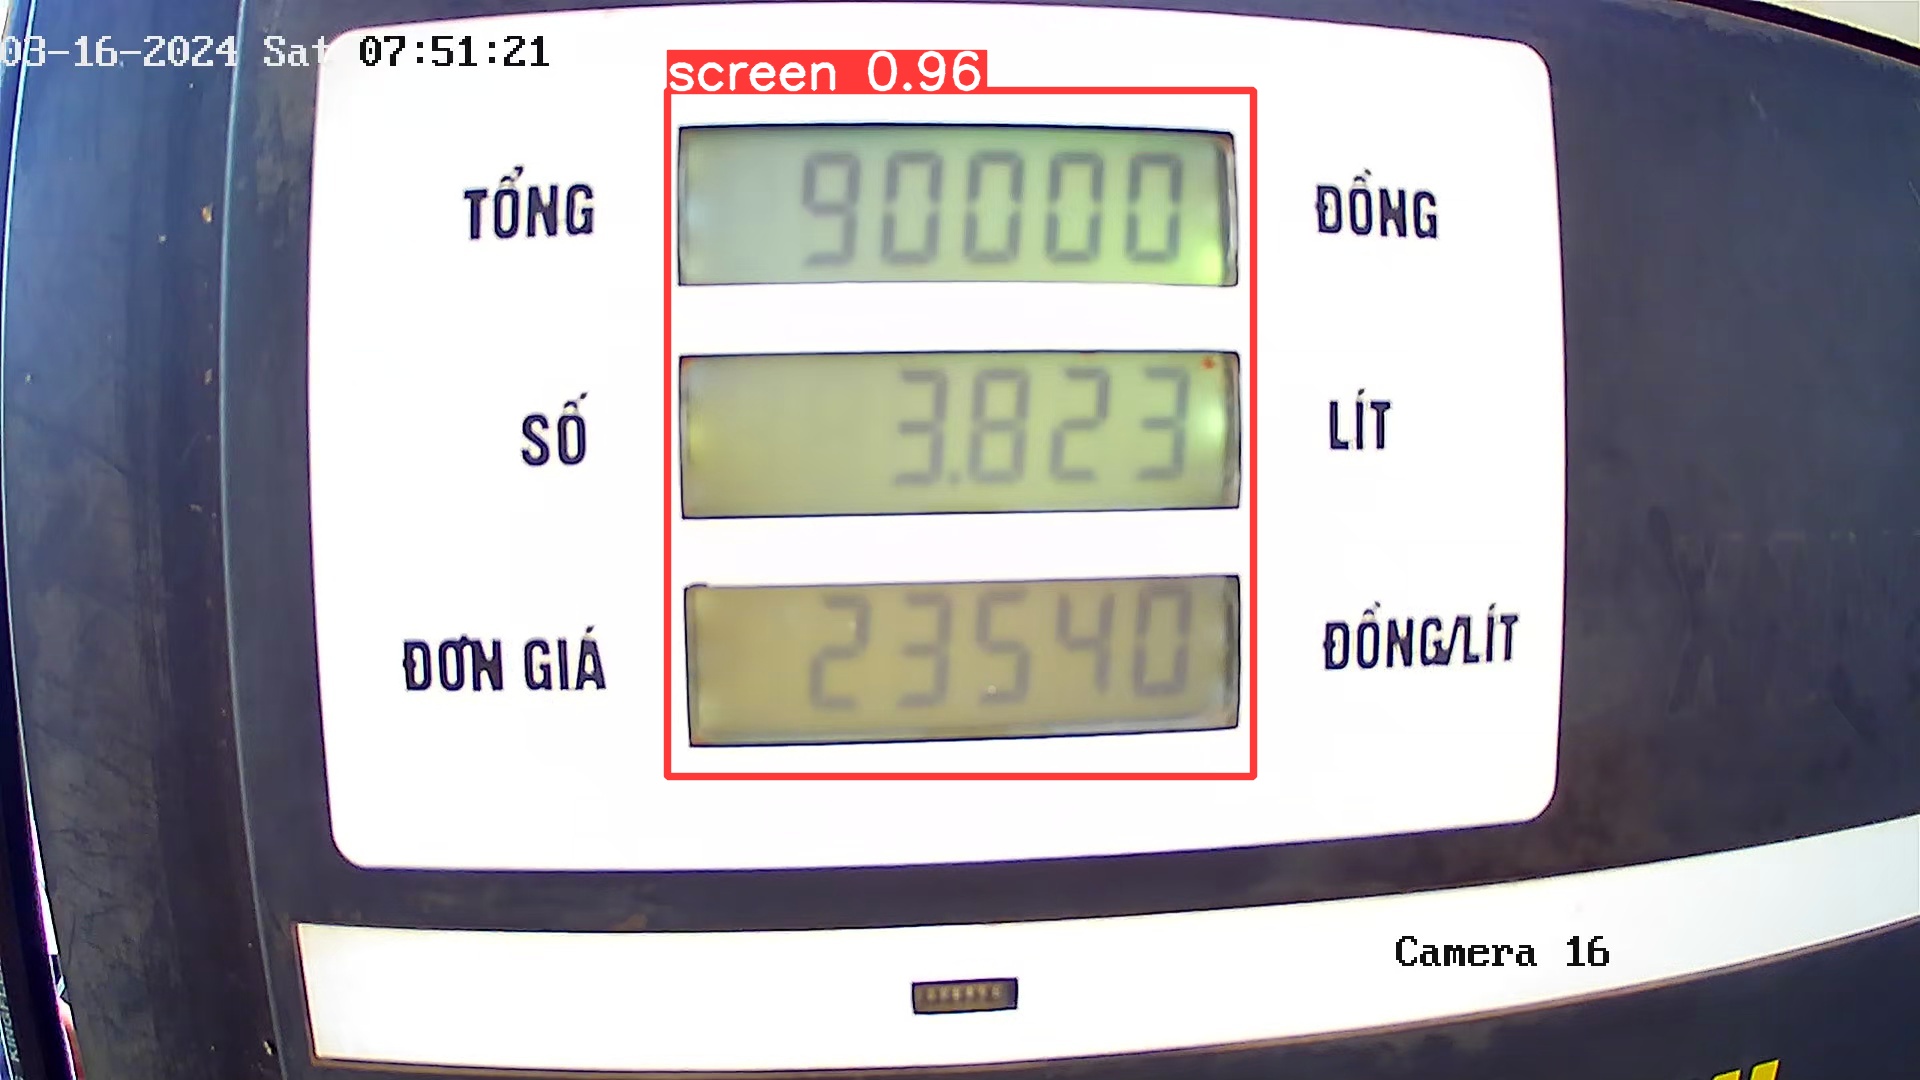 03-16-2024 Sat 07:51:21
screen 0.96
TỔNG 90000 ĐỒNG
SỐ 3.823 LÍT
ĐƠN GIÁ 23540 ĐỒNG/LÍT
Camera 16